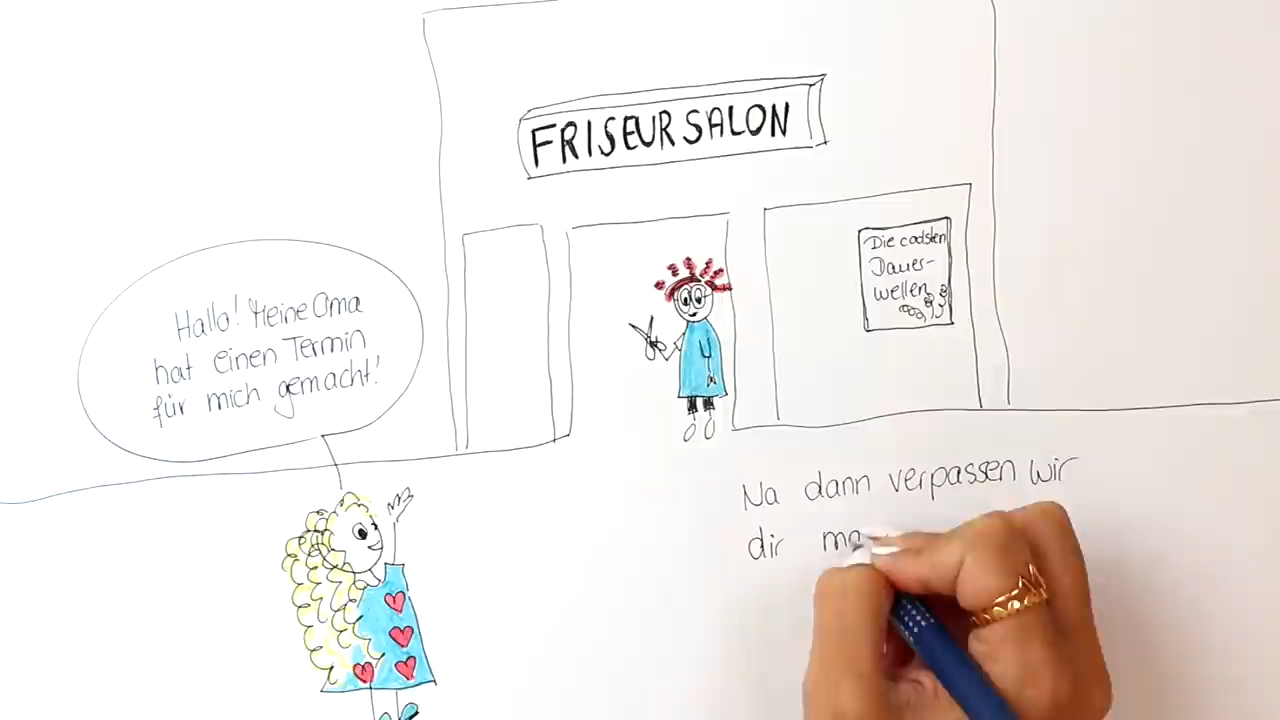 FRISEURSALON
Die coolsten
Dauer-
wellen
Hallo! Meine Oma
hat einen Termin
für mich gemacht!
Na dann verpassen wir
dir ma